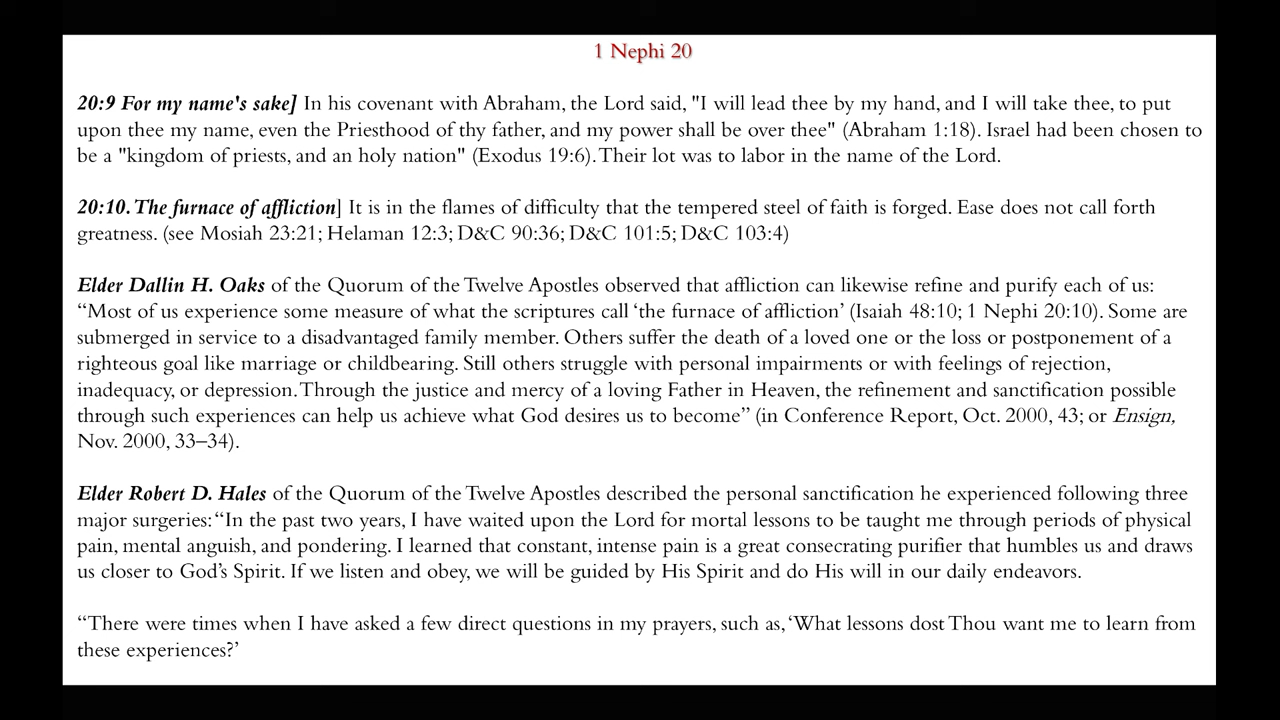 1 Nephi 20
20:9 For my name's sake] In his covenant with Abraham, the Lord said, "I will lead thee by my hand, and I will take thee, to put
upon thee my name, even the Priesthood of thy father, and my power shall be over thee" (Abraham 1:18). Israel had been chosen to
be a "kingdom of priests, and an holy nation" (Exodus 19:6). Their lot was to labor in the name of the Lord.
20:10. The furnace of affliction] It is in the flames of difficulty that the tempered steel of faith is forged. Ease does not call forth
greatness. (see Mosiah 23:21; Helaman 12:3; D&C 90:36; D&C 101:5; D&C 103:4)
Elder Dallin H. Oaks of the Quorum of the Twelve Apostles observed that affliction can likewise refine and purify each of us:
“Most of us experience some measure of what the scriptures call ‘the furnace of affliction’ (Isaiah 48:10; 1 Nephi 20:10). Some are
submerged in service to a disadvantaged family member. Others suffer the death of a loved one or the loss or postponement of a
righteous goal like marriage or childbearing. Still others struggle with personal impairments or with feelings of rejection,
inadequacy, or depression. Through the justice and mercy of a loving Father in Heaven, the refinement and sanctification possible
through such experiences can help us achieve what God desires us to become” (in Conference Report, Oct. 2000, 43; or Ensign,
Nov. 2000, 33–34).
Elder Robert D. Hales of the Quorum of the Twelve Apostles described the personal sanctification he experienced following three
major surgeries: “In the past two years, I have waited upon the Lord for mortal lessons to be taught me through periods of physical
pain, mental anguish, and pondering. I learned that constant, intense pain is a great consecrating purifier that humbles us and draws
us closer to God’s Spirit. If we listen and obey, we will be guided by His Spirit and do His will in our daily endeavors.
“There were times when I have asked a few direct questions in my prayers, such as, ‘What lessons dost Thou want me to learn from
these experiences?’